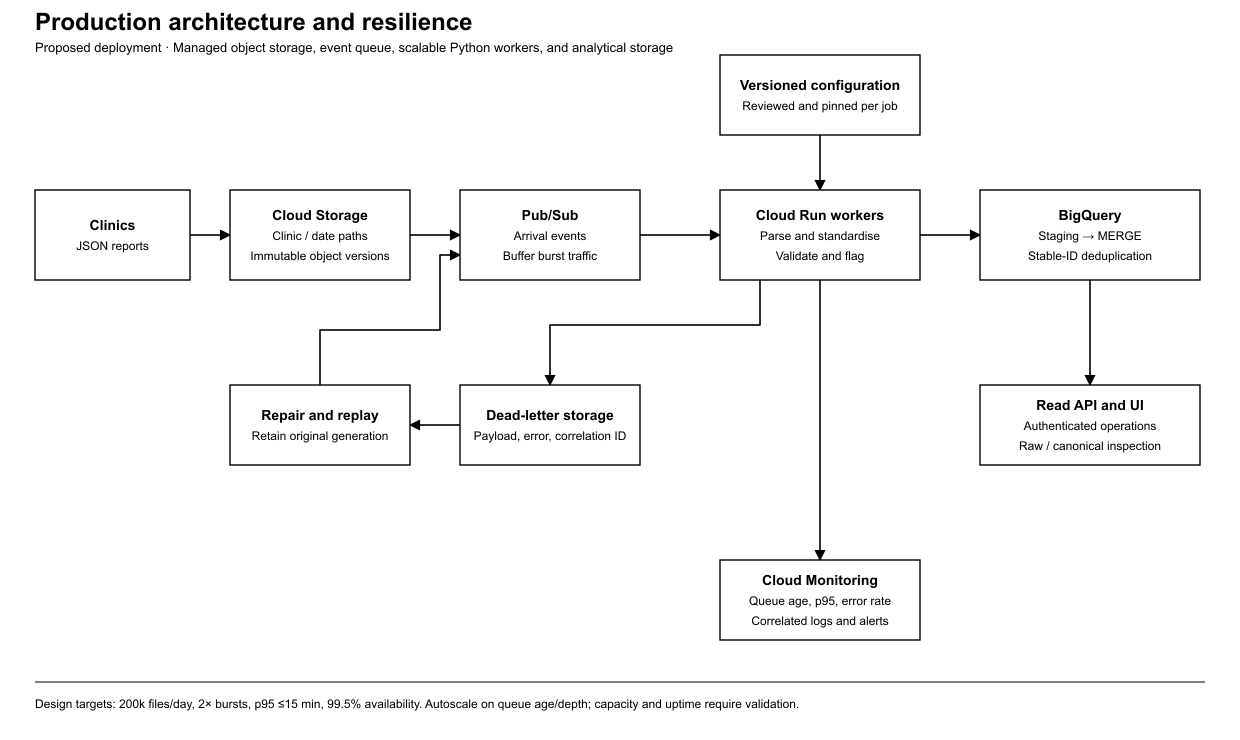 Production architecture and resilience
Proposed deployment · Managed object storage, event queue, scalable Python workers, and analytical storage
Versioned configuration
Reviewed and pinned per job
Clinics
JSON reports
Cloud Storage
Clinic / date paths
Immutable object versions
Pub/Sub
Arrival events
Buffer burst traffic
Cloud Run workers
Parse and standardise
Validate and flag
BigQuery
Staging → MERGE
Stable-ID deduplication
Repair and replay
Retain original generation
Dead-letter storage
Payload, error, correlation ID
Read API and UI
Authenticated operations
Raw / canonical inspection
Cloud Monitoring
Queue age, p95, error rate
Correlated logs and alerts
Design targets: 200k files/day, 2× bursts, p95 ≤15 min, 99.5% availability. Autoscale on queue age/depth; capacity and uptime require validation.